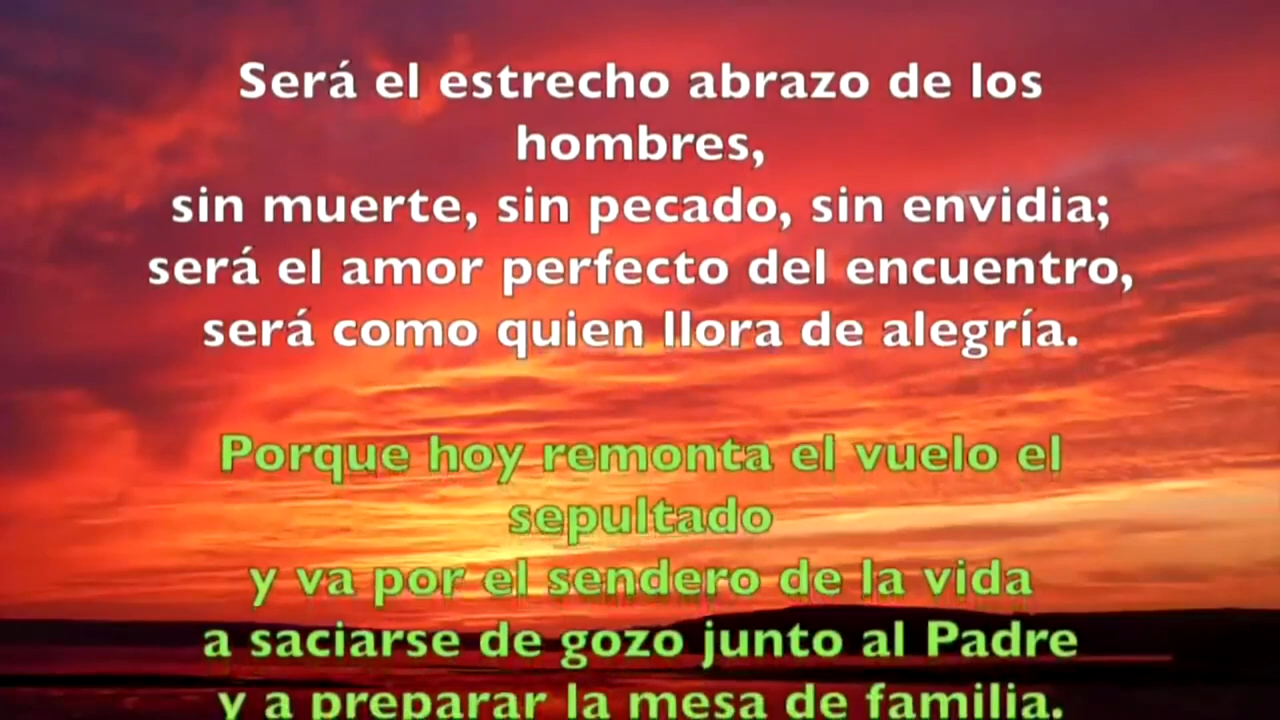 Será el estrecho abrazo de los
hombres,
sin muerte, sin pecado, sin envidia;
será el amor perfecto del encuentro,
será como quien llora de alegría.
Porque hoy remonta el vuelo el
sepultado
y va por el sendero de la vida
a saciarse de gozo junto al Padre
y a preparar la mesa de familia.